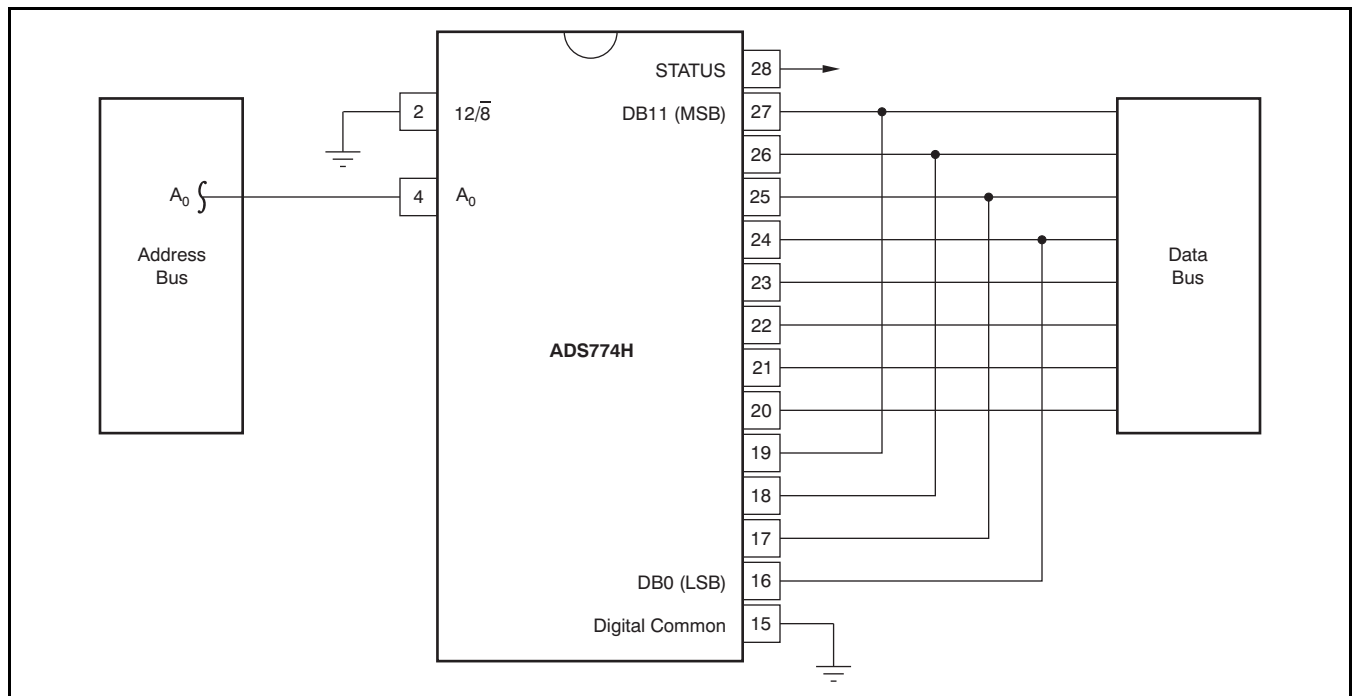 STATUS 28
2 12/8̅ DB11 (MSB) 27
26
A₀ 4 A₀ 25
24
Address
Bus
Data
Bus
23
22
ADS774H 21
20
19
18
17
DB0 (LSB) 16
Digital Common 15